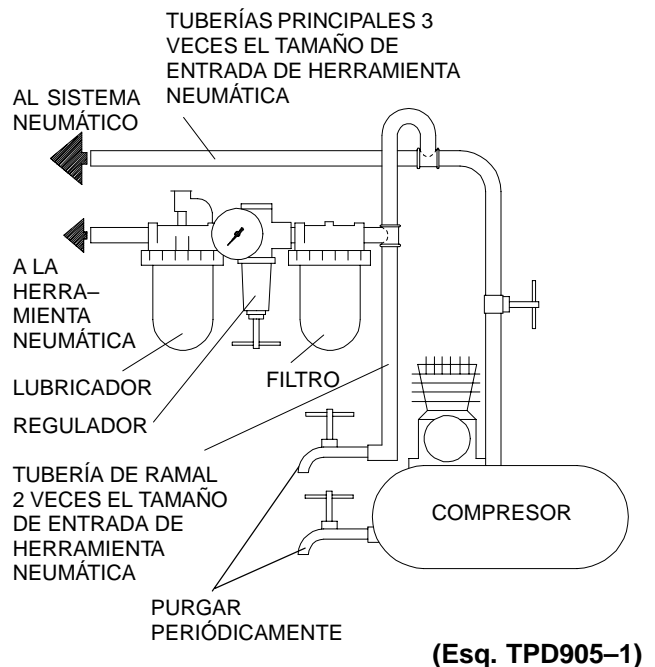 TUBERÍAS PRINCIPALES 3
VECES EL TAMAÑO DE
ENTRADA DE HERRAMIENTA
NEUMÁTICA
AL SISTEMA
NEUMÁTICO
A LA
HERRA–
MIENTA
NEUMÁTICA
LUBRICADOR
REGULADOR
FILTRO
TUBERÍA DE RAMAL
2 VECES EL TAMAÑO
DE ENTRADA DE
HERRAMIENTA
NEUMÁTICA
COMPRESOR
PURGAR
PERIÓDICAMENTE
(Esq. TPD905–1)